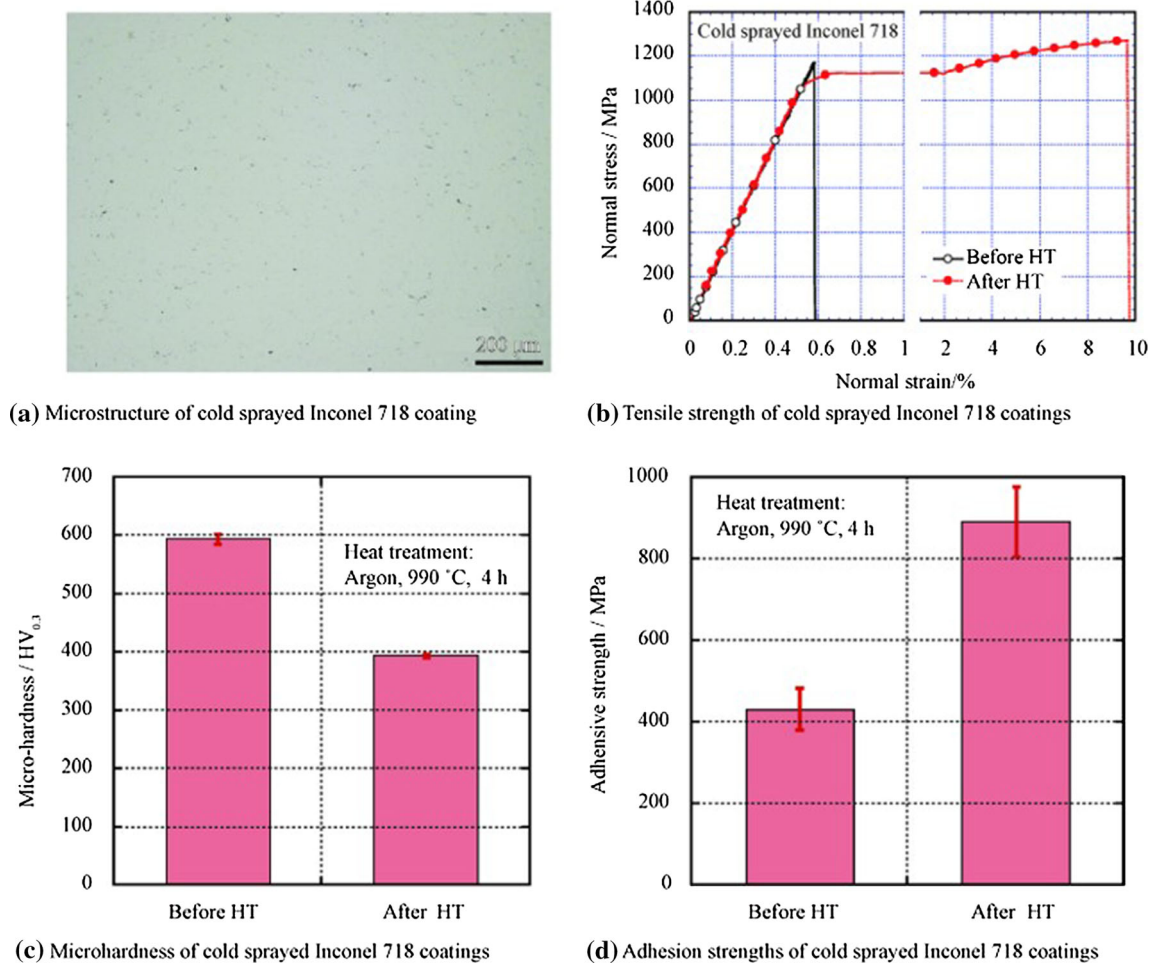 200 μm
(a) Microstructure of cold sprayed Inconel 718 coating
Cold sprayed Inconel 718
Normal stress / MPa
1400
1200
1000
800
600
400
200
0
Before HT
After HT
0 0.2 0.4 0.6 0.8 1 2 4 6 8 10
Normal strain/%
(b) Tensile strength of cold sprayed Inconel 718 coatings
Micro-hardness / HV0.3
700
600
500
400
300
200
100
0
Heat treatment:
Argon, 990 °C, 4 h
Before HT After HT
(c) Microhardness of cold sprayed Inconel 718 coatings
Adhensive strength / MPa
1000
800
600
400
200
0
Heat treatment:
Argon, 990 °C, 4 h
Before HT After HT
(d) Adhesion strengths of cold sprayed Inconel 718 coatings